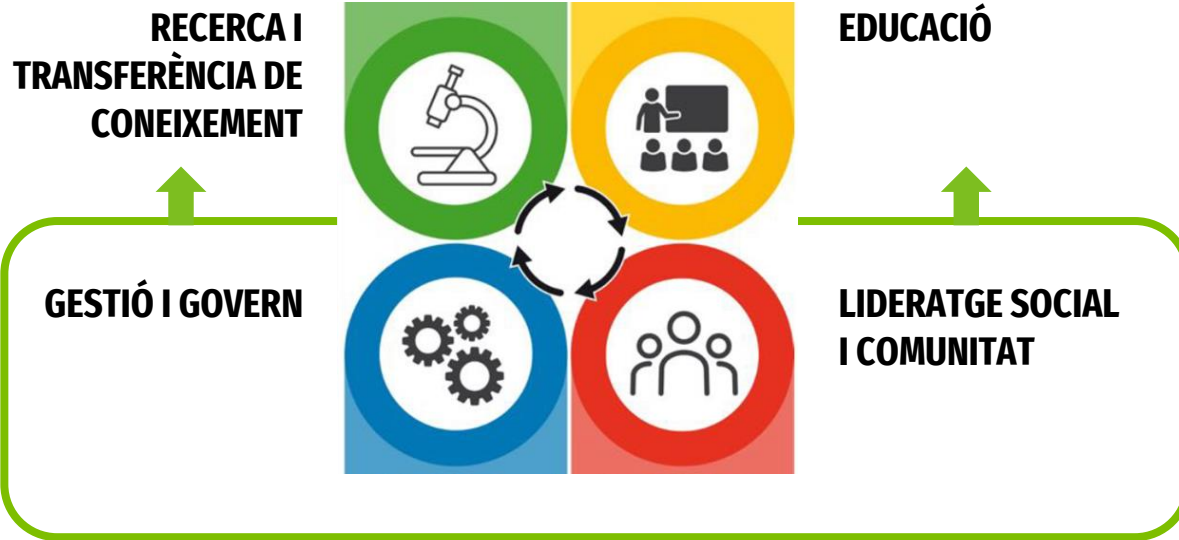 RECERCA I
TRANSFERÈNCIA DE
CONEIXEMENT
EDUCACIÓ
GESTIÓ I GOVERN
LIDERATGE SOCIAL
I COMUNITAT